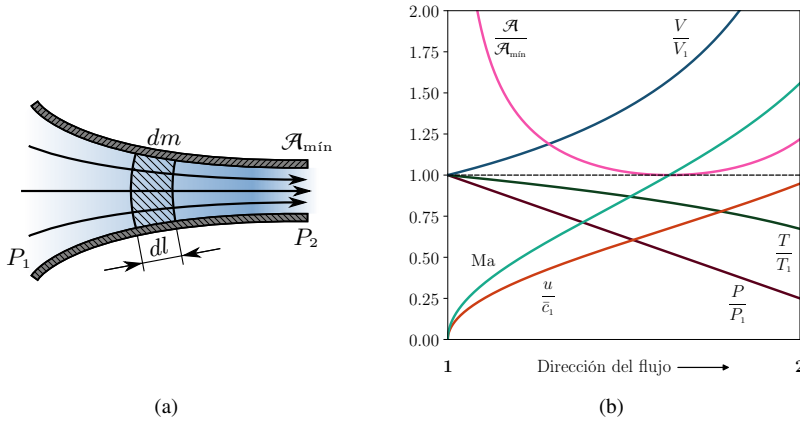 dm
𝒜mín
P1
P2
dl
(a)
2.00
1.75
1.50
1.25
1.00
0.75
0.50
0.25
0.00
𝒜
𝒜mín
V
V1
Ma
u
c̄1
T
T1
P
P1
1
Dirección del flujo
2
(b)